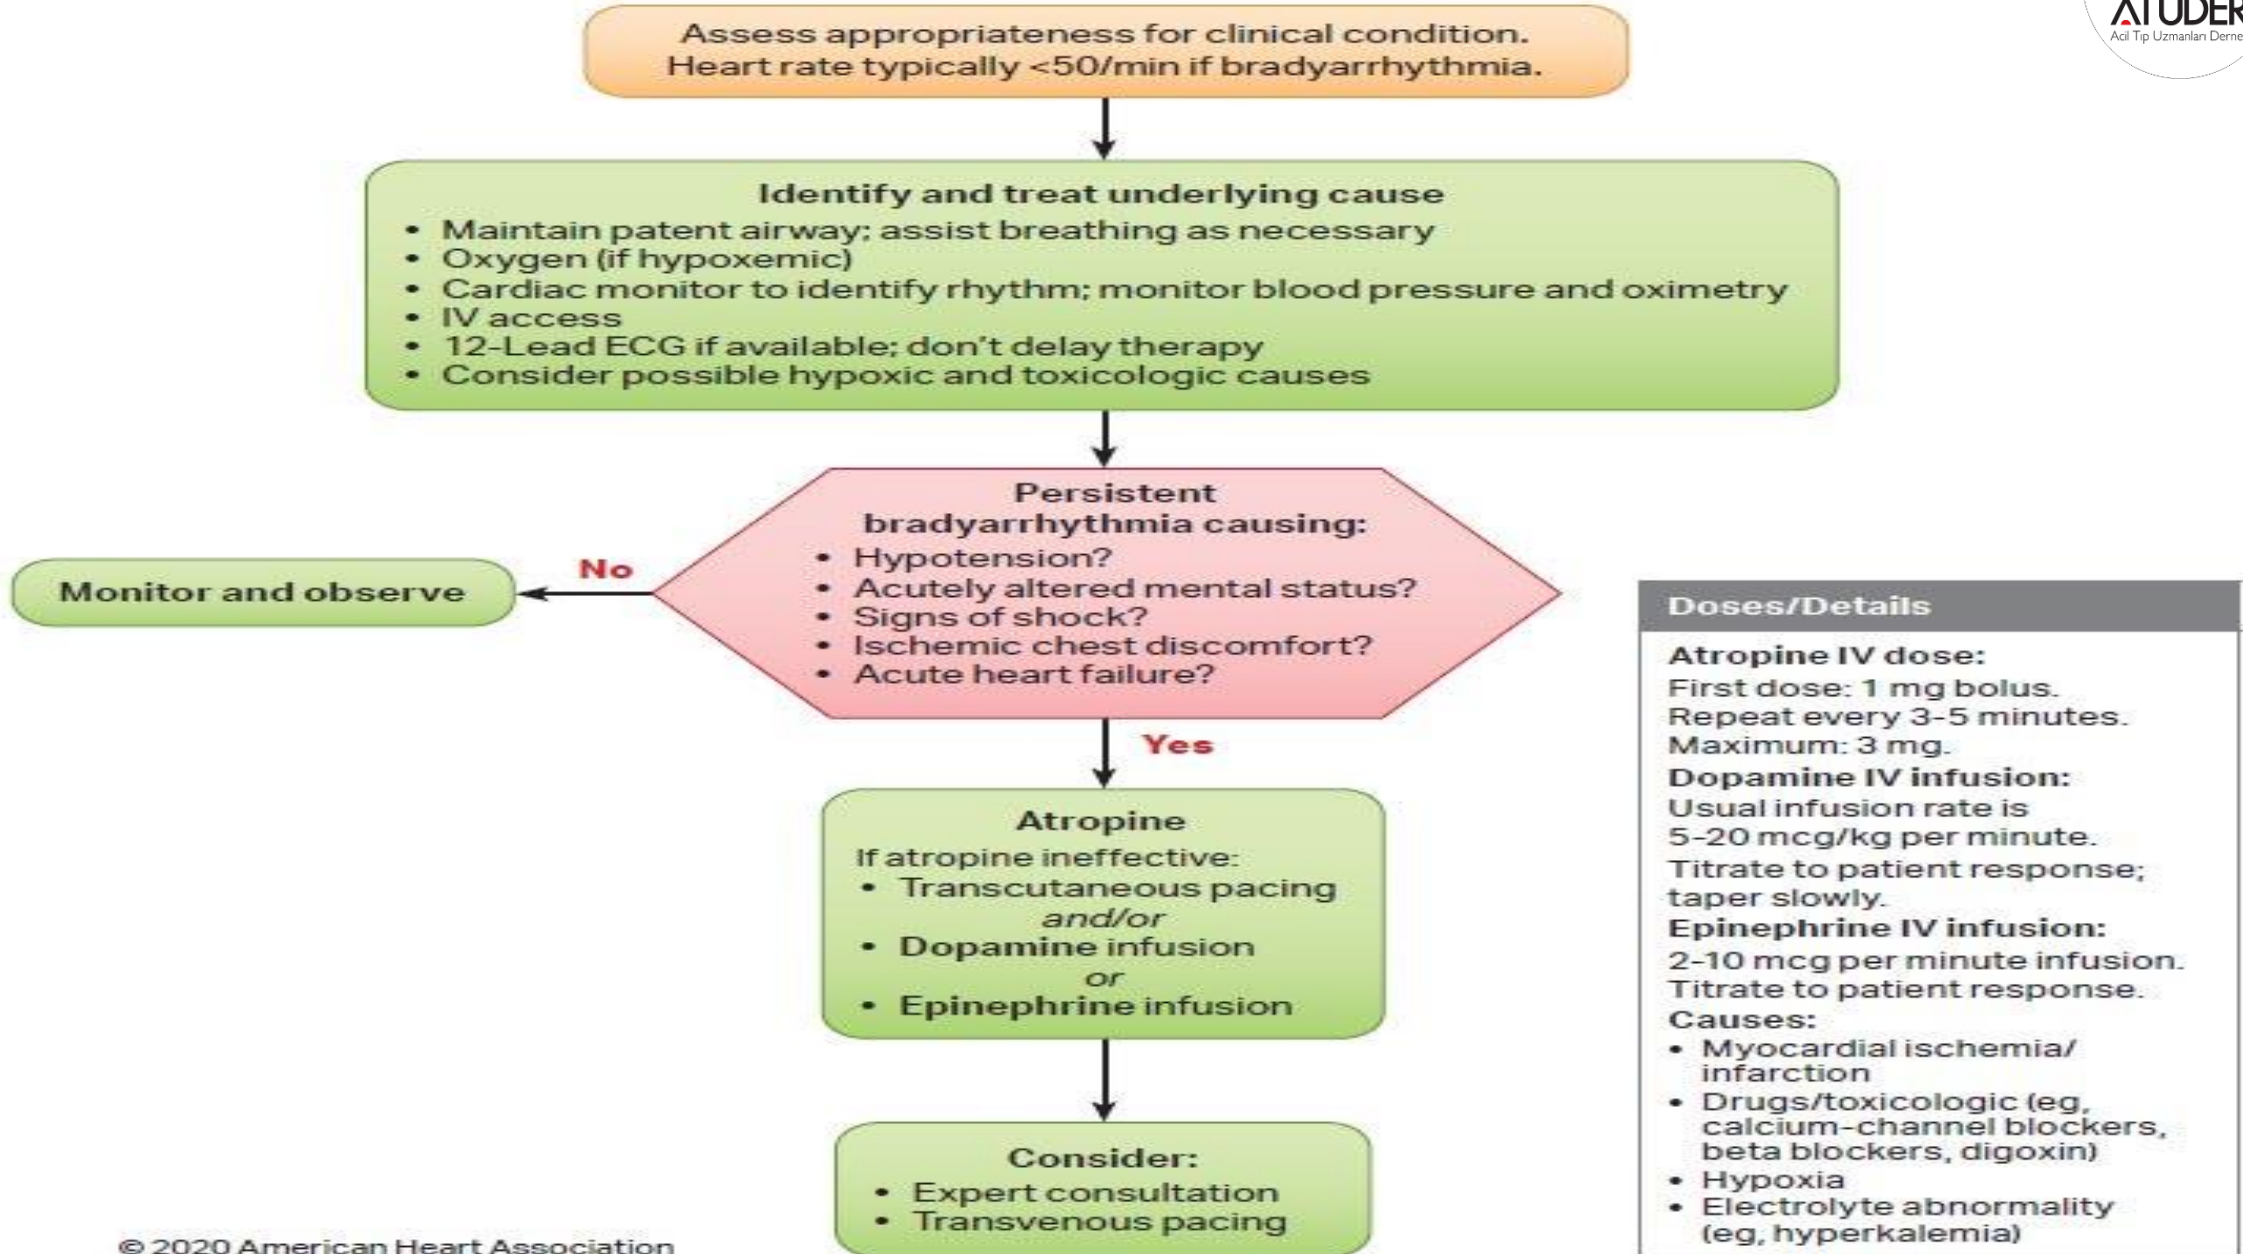 ATUDER
Acil Tıp Uzmanları Derne
Assess appropriateness for clinical condition.
Heart rate typically <50/min if bradyarrhythmia.
Identify and treat underlying cause
• Maintain patent airway; assist breathing as necessary
• Oxygen (if hypoxemic)
• Cardiac monitor to identify rhythm; monitor blood pressure and oximetry
• IV access
• 12-Lead ECG if available; don't delay therapy
• Consider possible hypoxic and toxicologic causes
Persistent
bradyarrhythmia causing:
• Hypotension?
• Acutely altered mental status?
• Signs of shock?
• Ischemic chest discomfort?
• Acute heart failure?
No
Monitor and observe
Yes
Atropine
If atropine ineffective:
• Transcutaneous pacing
and/or
• Dopamine infusion
or
• Epinephrine infusion
Consider:
• Expert consultation
• Transvenous pacing
Doses/Details
Atropine IV dose:
First dose: 1 mg bolus.
Repeat every 3-5 minutes.
Maximum: 3 mg.
Dopamine IV infusion:
Usual infusion rate is
5-20 mcg/kg per minute.
Titrate to patient response;
taper slowly.
Epinephrine IV infusion:
2-10 mcg per minute infusion.
Titrate to patient response.
Causes:
• Myocardial ischemia/
infarction
• Drugs/toxicologic (eg,
calcium-channel blockers,
beta blockers, digoxin)
• Hypoxia
• Electrolyte abnormality
(eg, hyperkalemia)
© 2020 American Heart Association